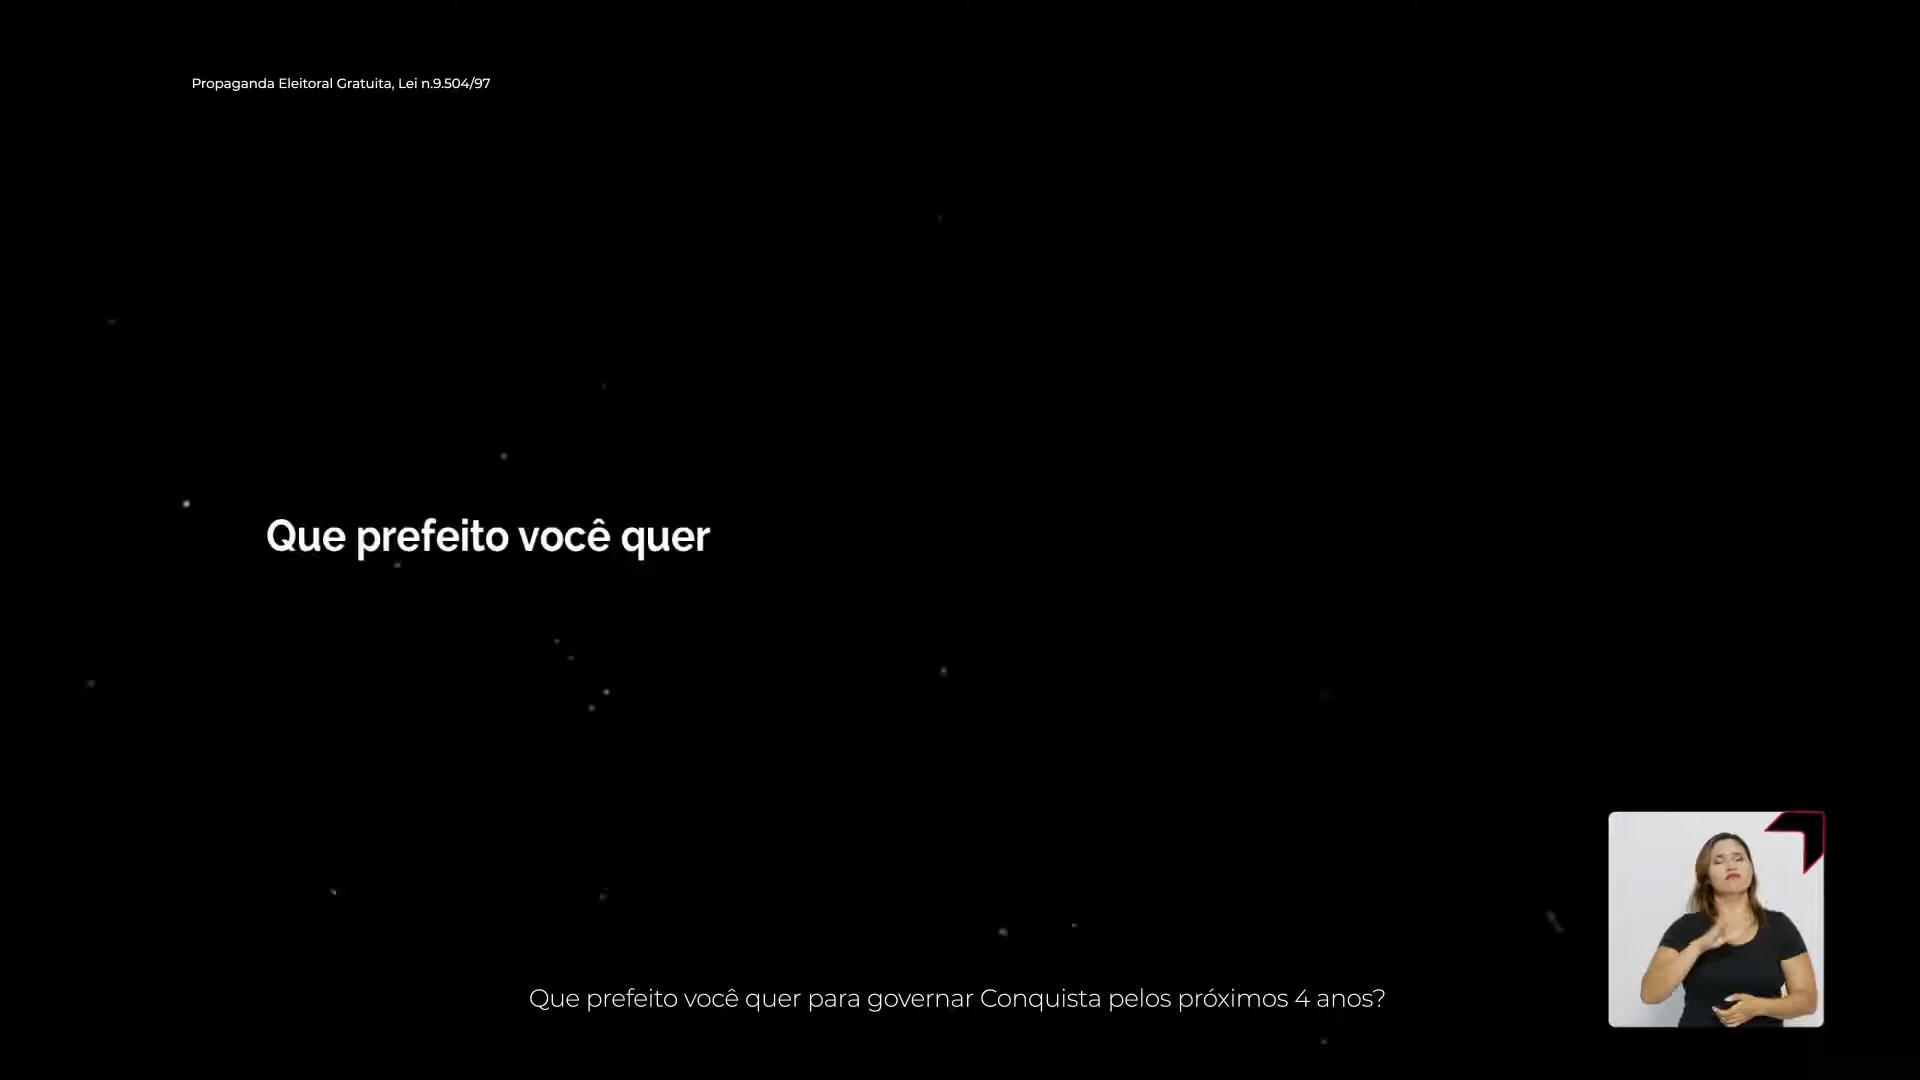 Propaganda Eleitoral Gratuita, Lei n.9.504/97
Que prefeito você quer
Que prefeito você quer para governar Conquista pelos próximos 4 anos?